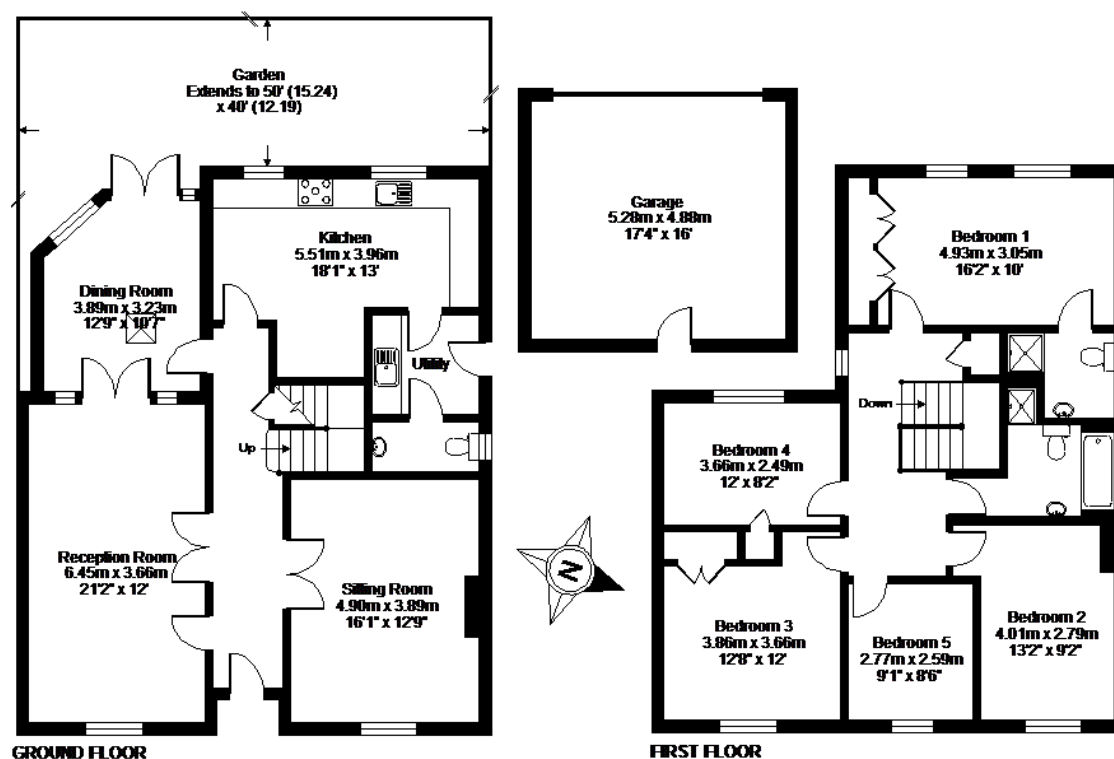 Garden
Extends to 50' (15.24)
x 40' (12.19)
Kitchen
5.51m x 3.96m
18'1" x 13'
Dining Room
3.89m x 3.23m
12'9" x 10'7"
Utility
Up
Reception Room
6.45m x 3.66m
21'2" x 12'
Sitting Room
4.90m x 3.89m
16'1" x 12'9"
GROUND FLOOR
Garage
5.28m x 4.88m
17'4" x 16'
N
Bedroom 1
4.93m x 3.05m
16'2" x 10'
Down
Bedroom 4
3.66m x 2.49m
12' x 8'2"
Bedroom 3
3.86m x 3.66m
12'8" x 12'
Bedroom 5
2.77m x 2.59m
9'1" x 8'6"
Bedroom 2
4.01m x 2.79m
13'2" x 9'2"
FIRST FLOOR